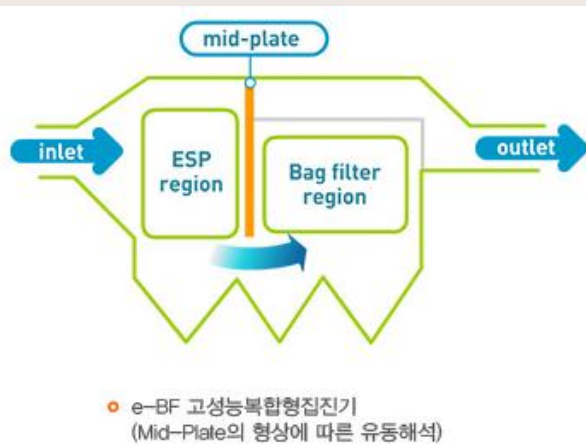 mid-plate
inlet
ESP
region
Bag filter
region
outlet
e-BF 고성능복합형집진기
(Mid-Plate의 형상에 따른 유동해석)